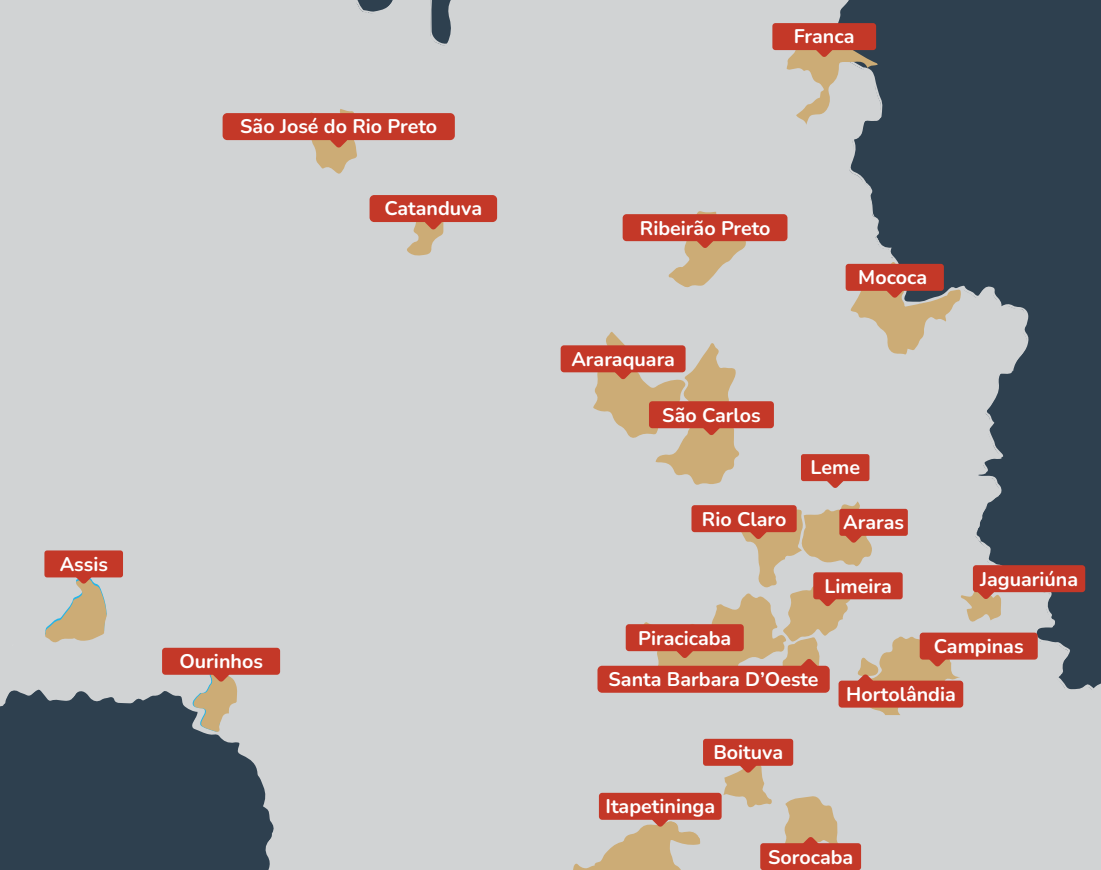 Franca
São José do Rio Preto
Catanduva
Ribeirão Preto
Mococa
Araraquara
São Carlos
Leme
Rio Claro
Araras
Assis
Jaguariúna
Limeira
Piracicaba
Campinas
Ourinhos
Santa Barbara D’Oeste
Hortolândia
Boituva
Itapetininga
Sorocaba